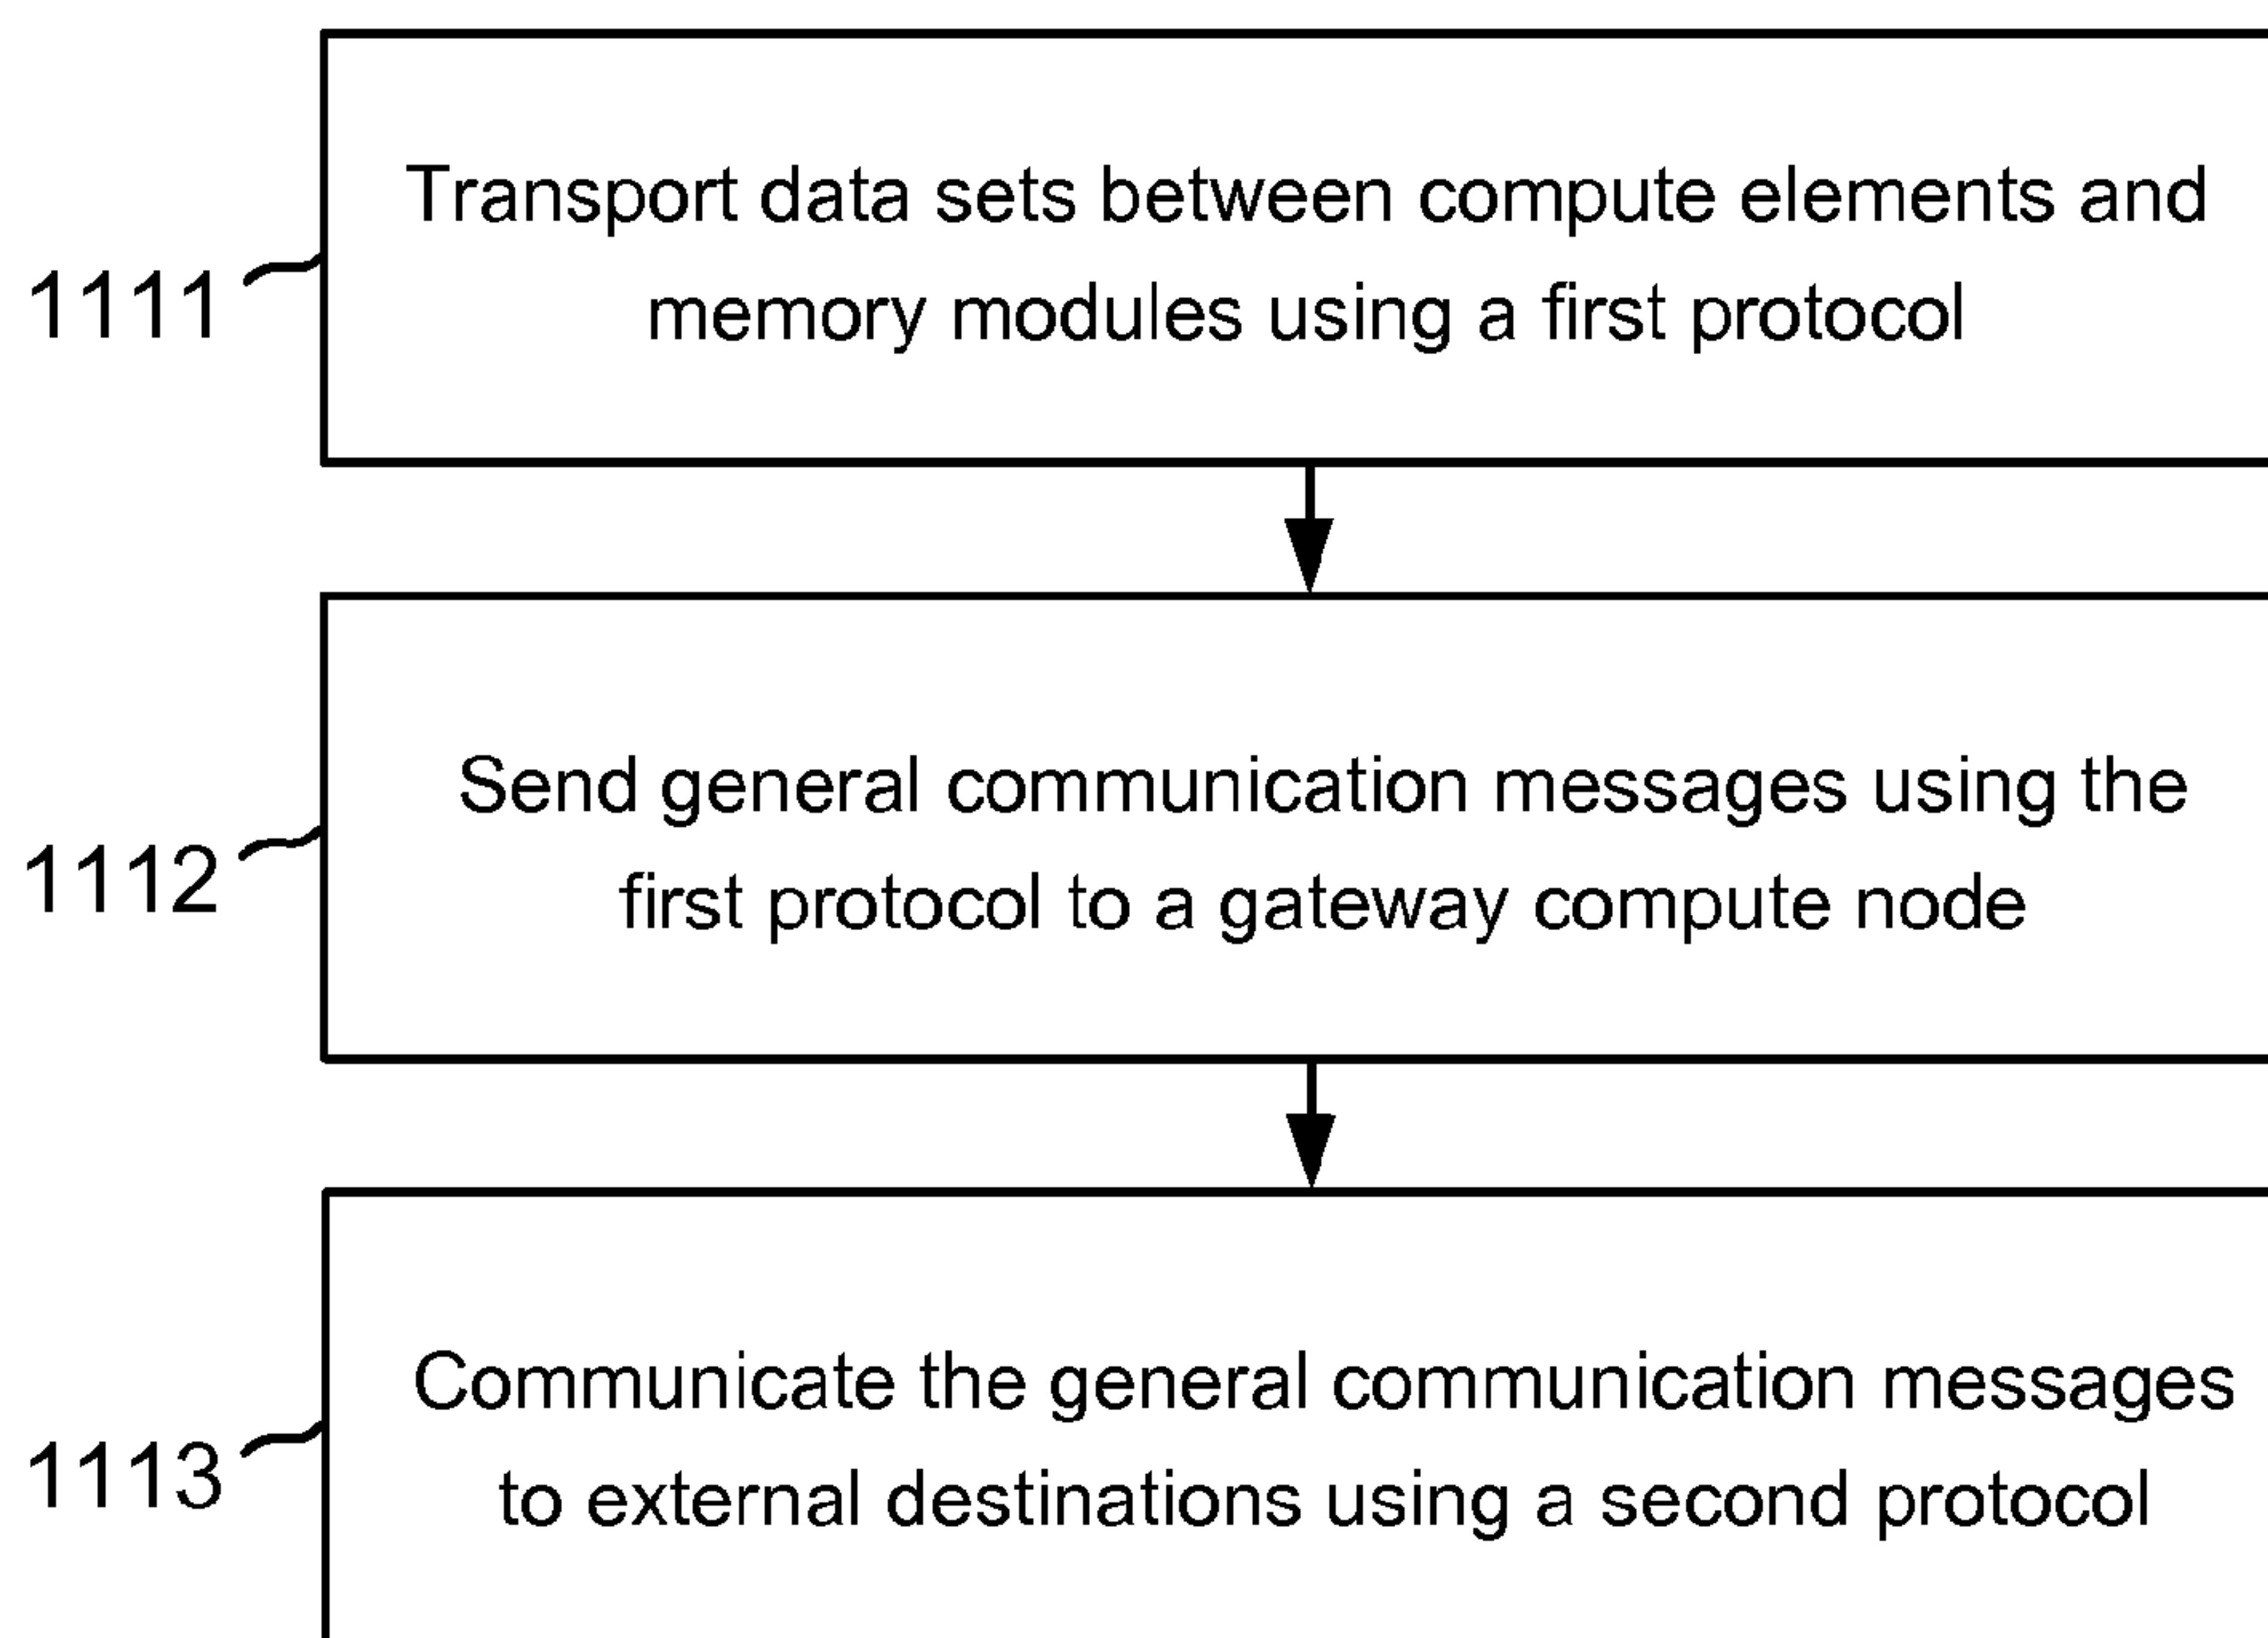 Transport data sets between compute elements and
memory modules using a first protocol
1111
Send general communication messages using the
first protocol to a gateway compute node
1112
Communicate the general communication messages
to external destinations using a second protocol
1113